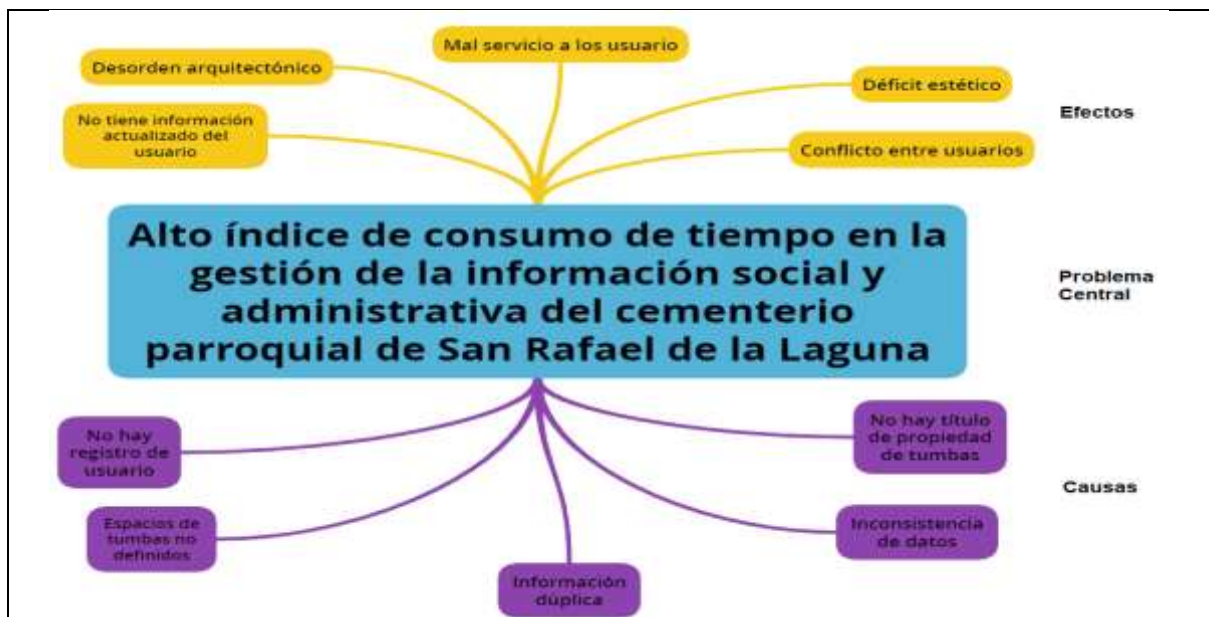 Mal servicio a los usuario
Desorden arquitectónico
Déficit estético
No tiene información
actualizado del
usuario
Conflicto entre usuarios
Efectos
Alto índice de consumo de tiempo en la
gestión de la información social y
administrativa del cementerio
parroquial de San Rafael de la Laguna
Problema
Central
No hay
registro de
usuario
No hay título
de propiedad
de tumbas
Espacios de
tumbas no
definidos
Inconsistencia
de datos
Información
dúplica
Causas